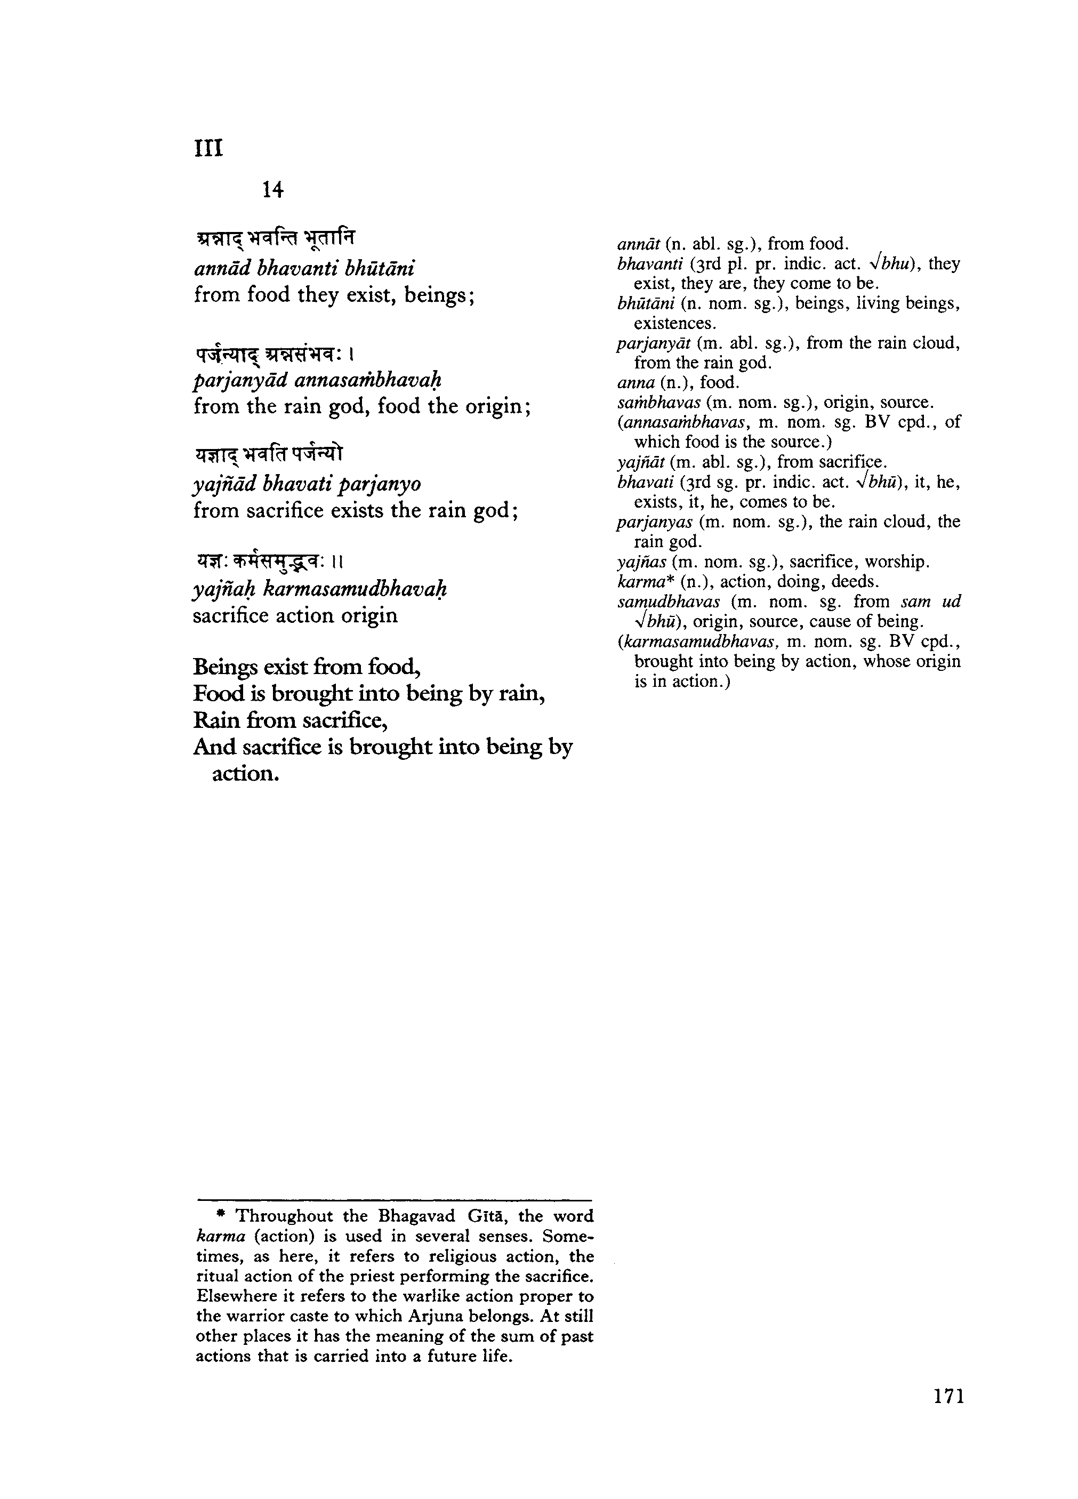 III
14
अन्नाद् भवन्ति भूतानि
annād bhavanti bhūtāni
from food they exist, beings;
पर्जन्याद् अन्नसंभवः ।
parjanyād annasaṁbhavaḥ
from the rain god, food the origin;
यज्ञाद् भवति पर्जन्यो
yajñād bhavati parjanyo
from sacrifice exists the rain god;
यज्ञः कर्मसमुद्भवः ।।
yajñaḥ karmasamudbhavaḥ
sacrifice action origin
Beings exist from food,
Food is brought into being by rain,
Rain from sacrifice,
And sacrifice is brought into being by
action.
annāt (n. abl. sg.), from food.
bhavanti (3rd pl. pr. indic. act. √bhu), they
exist, they are, they come to be.
bhūtāni (n. nom. sg.), beings, living beings,
existences.
parjanyāt (m. abl. sg.), from the rain cloud,
from the rain god.
anna (n.), food.
saṁbhavas (m. nom. sg.), origin, source.
(annasaṁbhavas, m. nom. sg. BV cpd., of
which food is the source.)
yajñāt (m. abl. sg.), from sacrifice.
bhavati (3rd sg. pr. indic. act. √bhū), it, he,
exists, it, he, comes to be.
parjanyas (m. nom. sg.), the rain cloud, the
rain god.
yajñas (m. nom. sg.), sacrifice, worship.
karma* (n.), action, doing, deeds.
samudbhavas (m. nom. sg. from sam ud
√bhū), origin, source, cause of being.
(karmasamudbhavas, m. nom. sg. BV cpd.,
brought into being by action, whose origin
is in action.)
* Throughout the Bhagavad Gītā, the word
karma (action) is used in several senses. Some-
times, as here, it refers to religious action, the
ritual action of the priest performing the sacrifice.
Elsewhere it refers to the warlike action proper to
the warrior caste to which Arjuna belongs. At still
other places it has the meaning of the sum of past
actions that is carried into a future life.
171